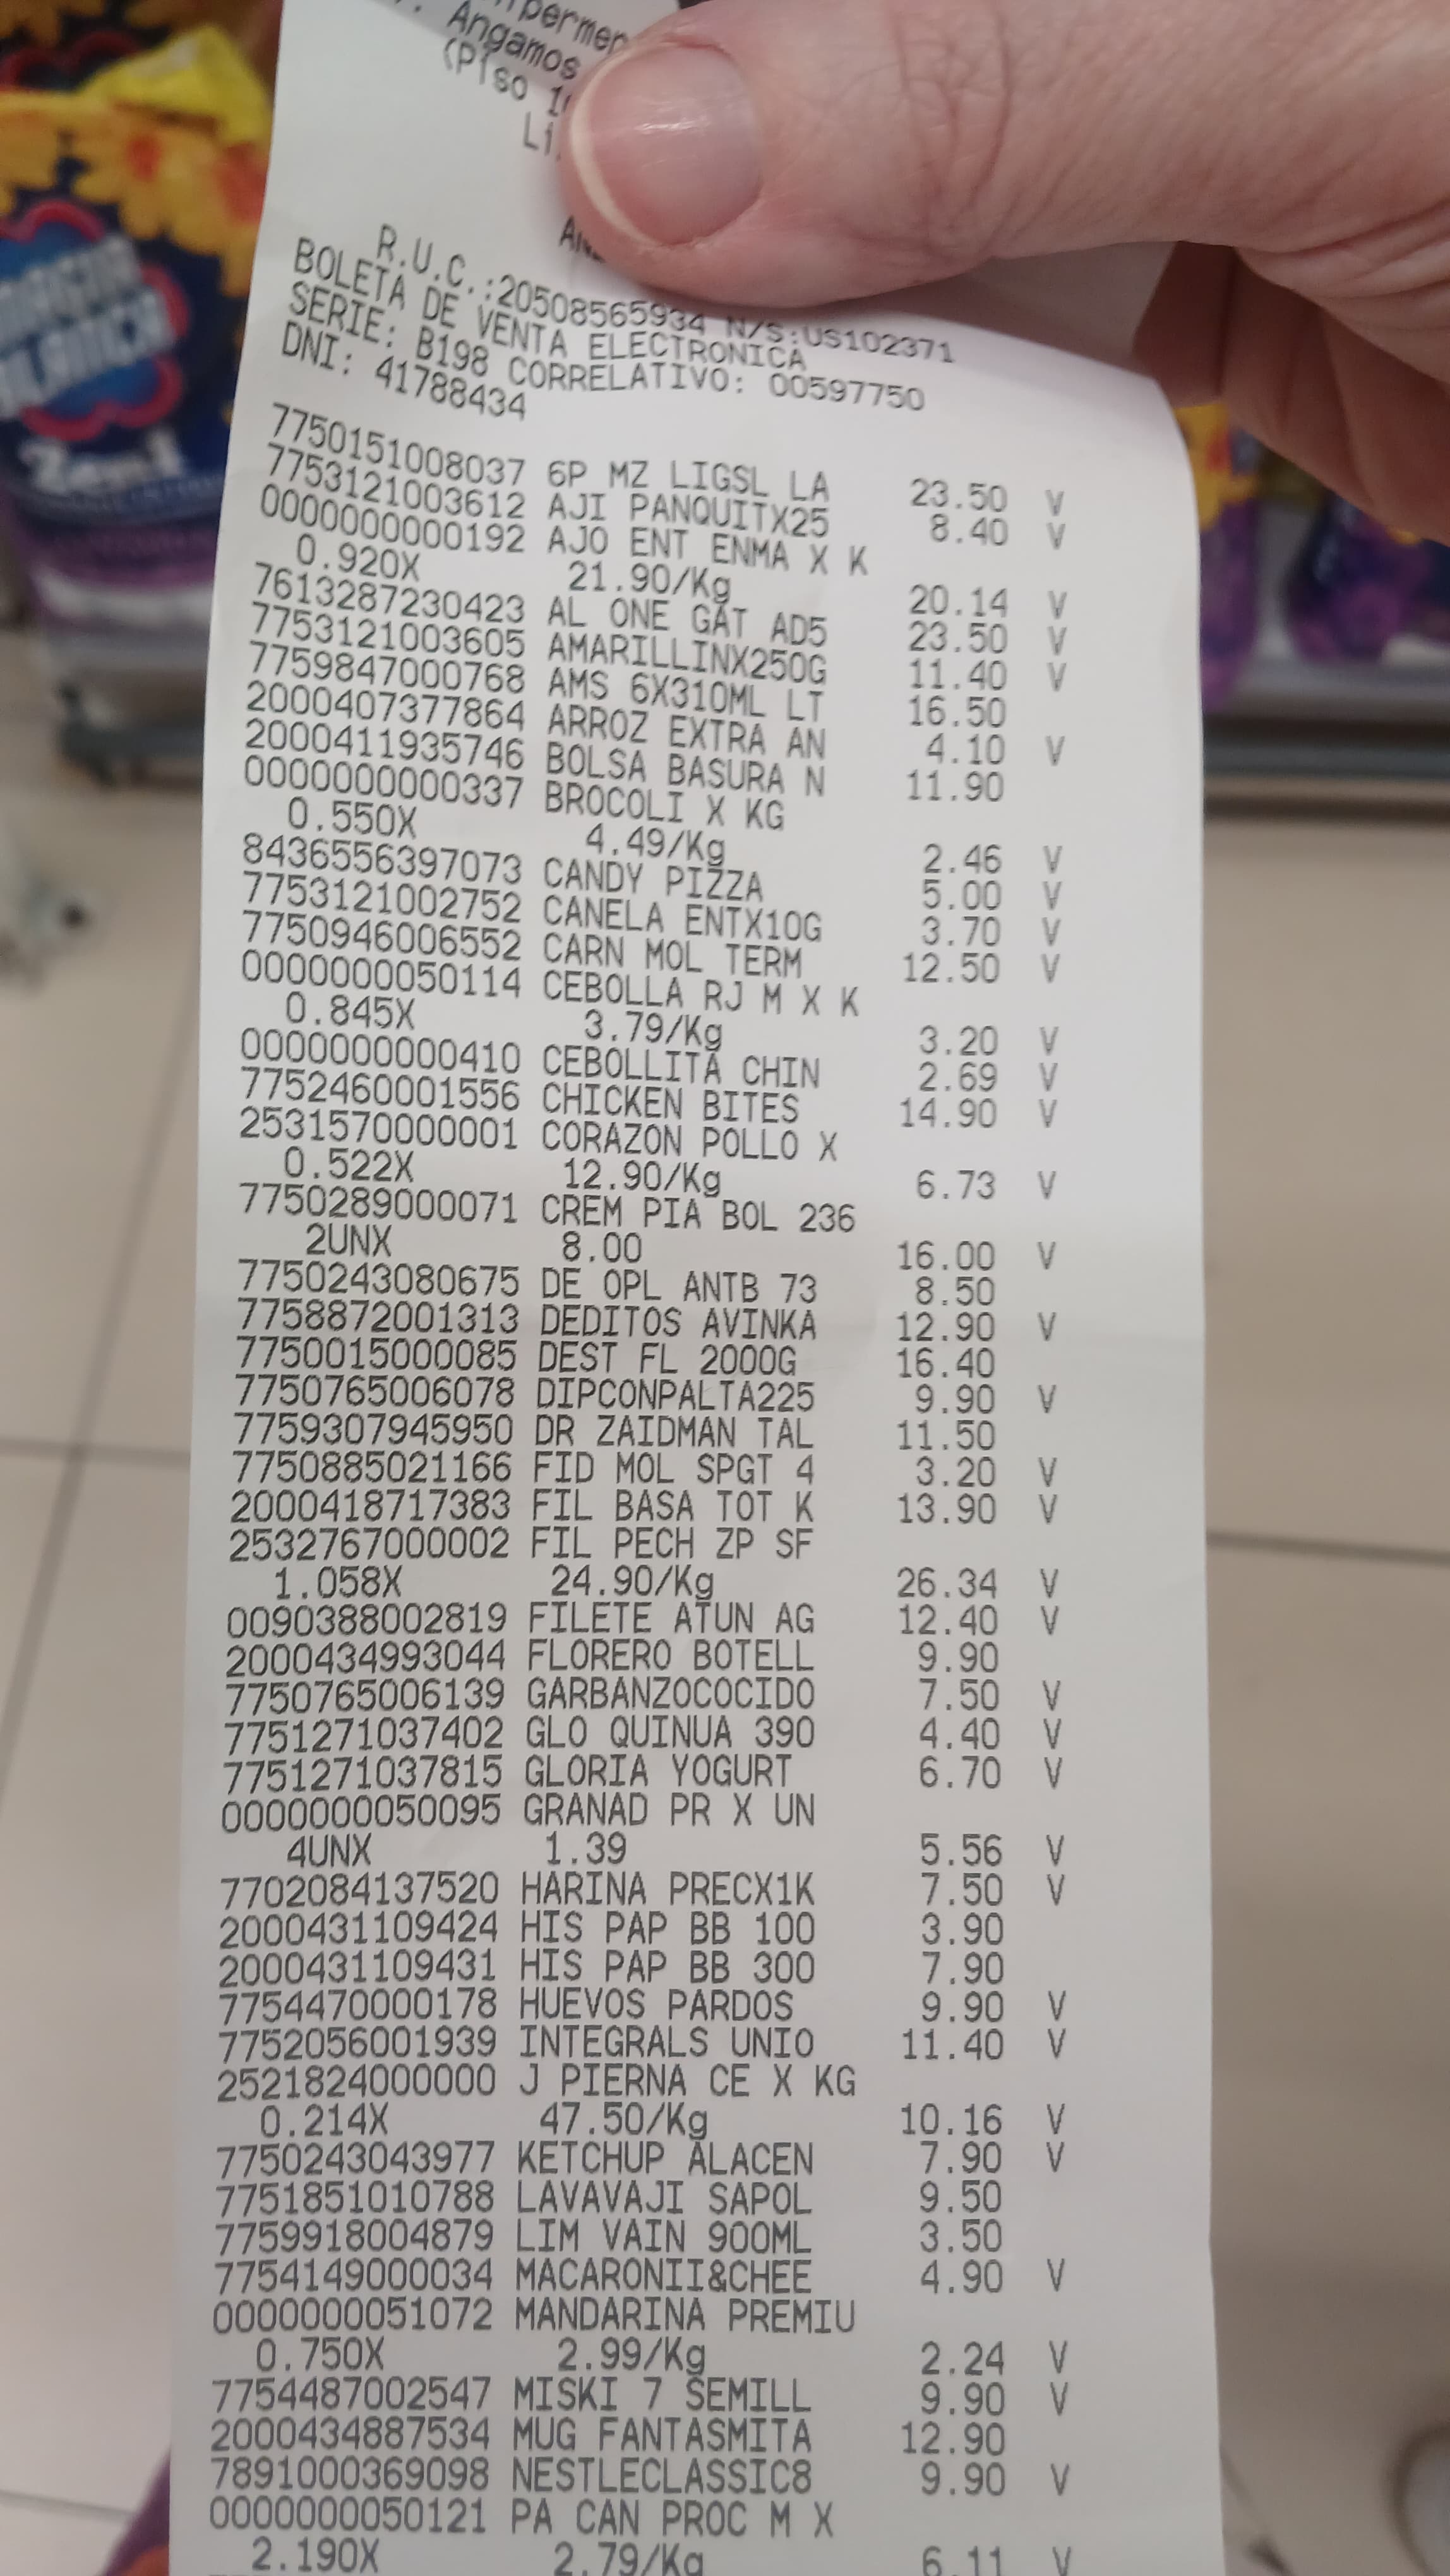 Angamos
(Piso
R.U.C.:20508565934 N/S:US102371
BOLETA DE VENTA ELECTRONICA
SERIE: B198 CORRELATIVO: 00597750
DNI: 41788434
7750151008037 6P MZ LIGSL LA 23.50 V
7753121003612 AJI PANQUITX25 8.40 V
0000000000192 AJO ENT ENMA X K
0.920X 21.90/Kg 20.14 V
7613287230423 AL ONE GAT AD5 23.50 V
7753121003605 AMARILLINX250G 11.40 V
7759847000768 AMS 6X310ML LT 16.50
2000407377864 ARROZ EXTRA AN 4.10 V
2000411935746 BOLSA BASURA N 11.90
0000000000337 BROCOLI X KG
0.550X 4.49/Kg 2.46 V
8436556397073 CANDY PIZZA 5.00 V
7753121002752 CANELA ENTX10G 3.70 V
7750946006552 CARN MOL TERM 12.50 V
0000000050114 CEBOLLA RJ M X K
0.845X 3.79/Kg 3.20 V
0000000000410 CEBOLLITA CHIN 2.69 V
7752460001556 CHICKEN BITES 14.90 V
2531570000001 CORAZON POLLO X
0.522X 12.90/Kg 6.73 V
7750289000071 CREM PIA BOL 236
2UNX 8.00 16.00 V
7750243080675 DE OPL ANTB 73 8.50
7758872001313 DEDITOS AVINKA 12.90 V
7750015000085 DEST FL 2000G 16.40
7750765006078 DIPCONPALTA225 9.90 V
7759307945950 DR ZAIDMAN TAL 11.50
7750885021166 FID MOL SPGT 4 3.20 V
2000418717383 FIL BASA TOT K 13.90 V
2532767000002 FIL PECH ZP SF
1.058X 24.90/Kg 26.34 V
0090388002819 FILETE ATUN AG 12.40 V
2000434993044 FLORERO BOTELL 9.90
7750765006139 GARBANZOCOCIDO 7.50 V
7751271037402 GLO QUINUA 390 4.40 V
7751271037815 GLORIA YOGURT 6.70 V
0000000050095 GRANAD PR X UN
4UNX 1.39 5.56 V
7702084137520 HARINA PRECX1K 7.50 V
2000431109424 HIS PAP BB 100 3.90
2000431109431 HIS PAP BB 300 7.90
7754470000178 HUEVOS PARDOS 9.90 V
7752056001939 INTEGRALS UNIO 11.40 V
2521824000000 J PIERNA CE X KG
0.214X 47.50/Kg 10.16 V
7750243043977 KETCHUP ALACEN 7.90 V
7751851010788 LAVAVAJI SAPOL 9.50
7759918004879 LIM VAIN 900ML 3.50
7754149000034 MACARONII&CHEE 4.90 V
0000000051072 MANDARINA PREMIU
0.750X 2.99/Kg 2.24 V
7754487002547 MISKI 7 SEMILL 9.90 V
2000434887534 MUG FANTASMITA 12.90
7891000369098 NESTLECLASSIC8 9.90 V
0000000050121 PA CAN PROC M X
2.190X 2.79/Kg 6.11 V